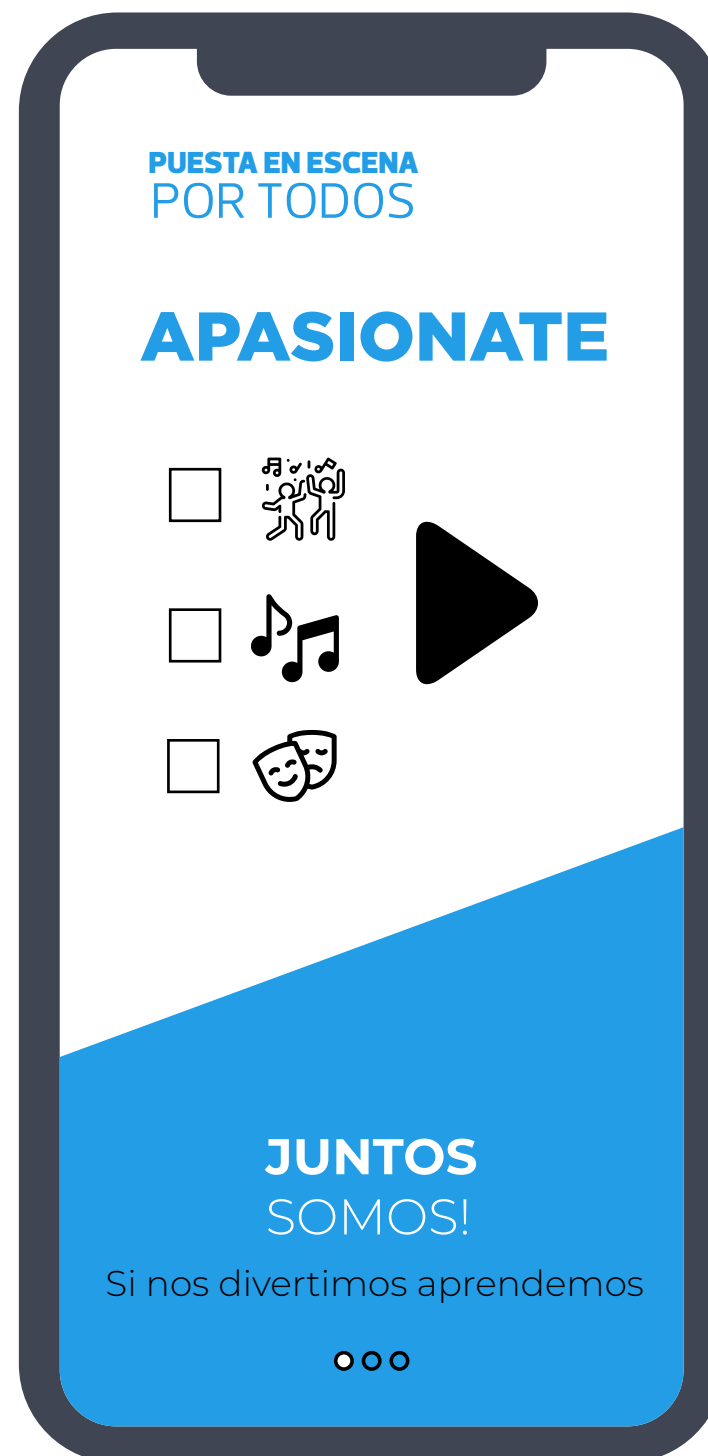 PUESTA EN ESCENA
POR TODOS
APASIONATE
JUNTOS
SOMOS!
Si nos divertimos aprendemos